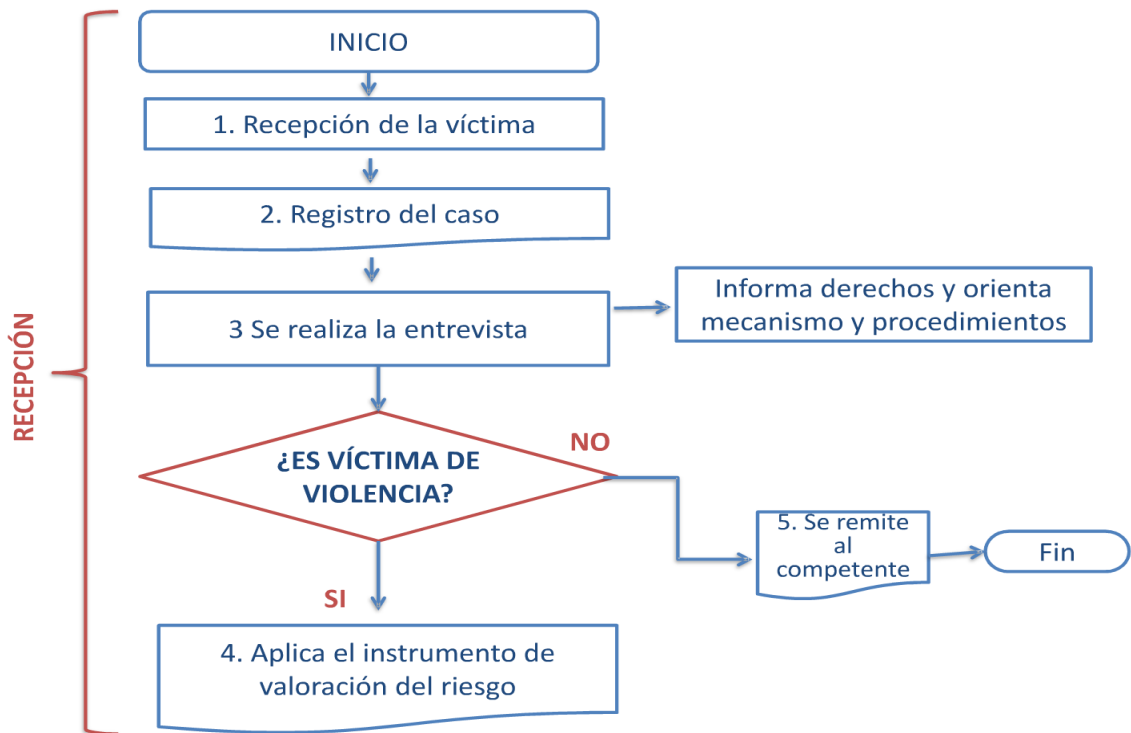 INICIO
1. Recepción de la víctima
2. Registro del caso
3 Se realiza la entrevista
Informa derechos y orienta
mecanismo y procedimientos
RECEPCIÓN
¿ES VÍCTIMA DE
VIOLENCIA?
NO
5. Se remite
al
competente
Fin
SI
4. Aplica el instrumento de
valoración del riesgo